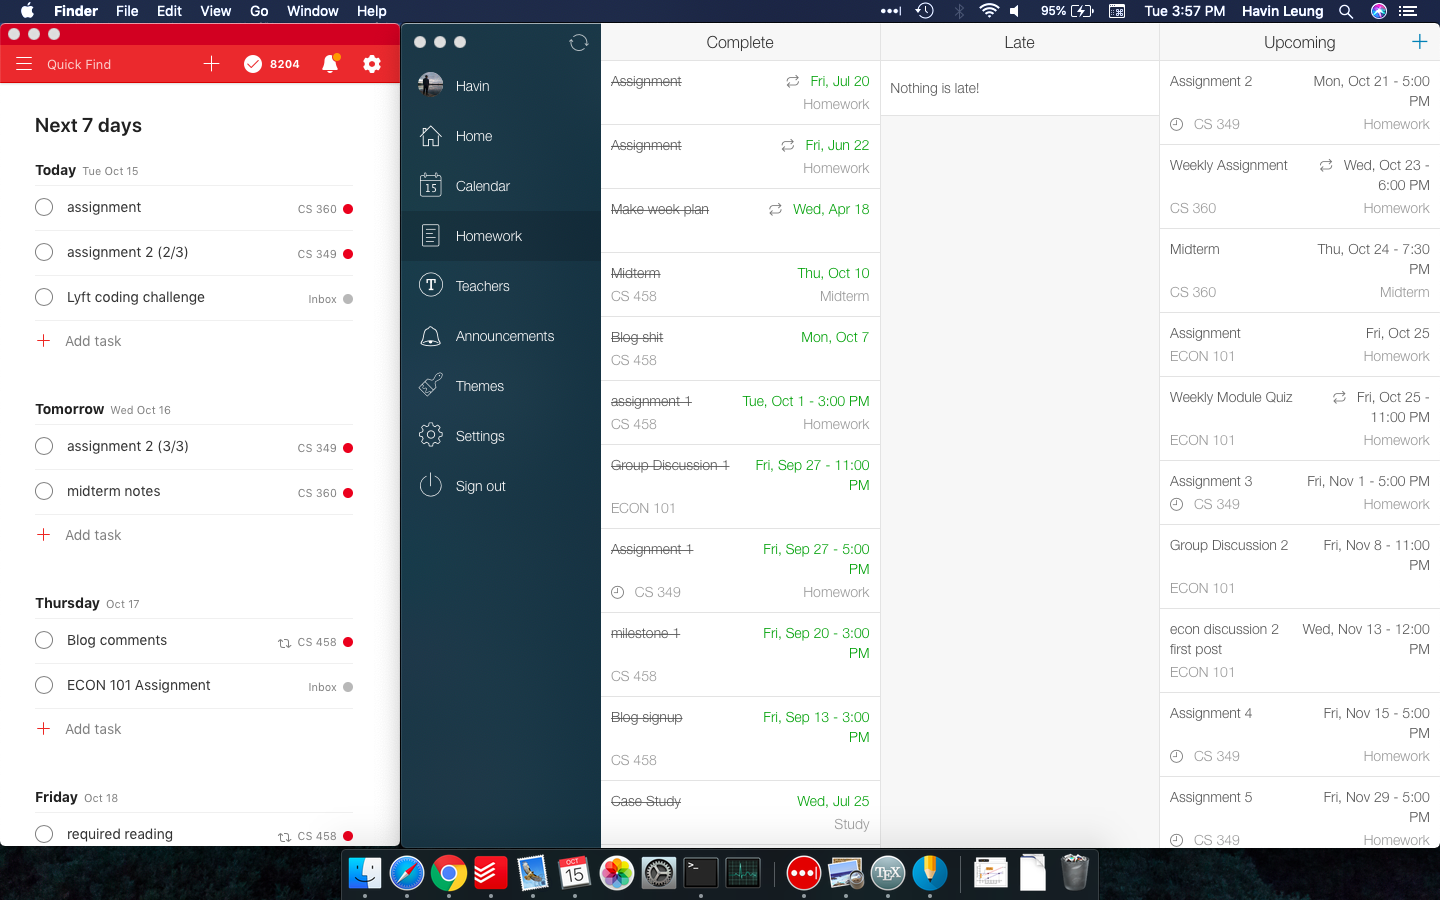 Finder File Edit View Go Window Help
95% Tue 3:57 PM Havin Leung
Quick Find
8204
Next 7 days
Today Tue Oct 15
assignment CS 360
assignment 2 (2/3) CS 349
Lyft coding challenge Inbox
Add task
Tomorrow Wed Oct 16
assignment 2 (3/3) CS 349
midterm notes CS 360
Add task
Thursday Oct 17
Blog comments CS 458
ECON 101 Assignment Inbox
Add task
Friday Oct 18
required reading CS 458
Havin
Home
15
Calendar
Homework
T
Teachers
Announcements
Themes
Settings
Sign out
Complete
Assignment Fri, Jul 20
Homework
Assignment Fri, Jun 22
Homework
Make week plan Wed, Apr 18
Midterm Thu, Oct 10
CS 458 Midterm
Blog shit Mon, Oct 7
CS 458
assignment 1 Tue, Oct 1 - 3:00 PM
CS 458 Homework
Group Discussion 1 Fri, Sep 27 - 11:00
PM
ECON 101
Assignment 1 Fri, Sep 27 - 5:00
PM
CS 349 Homework
milestone 1 Fri, Sep 20 - 3:00
PM
CS 458
Blog signup Fri, Sep 13 - 3:00
PM
CS 458
Case Study Wed, Jul 25
Study
Late
Nothing is late!
Upcoming
Assignment 2 Mon, Oct 21 - 5:00
PM
CS 349 Homework
Weekly Assignment Wed, Oct 23 -
6:00 PM
CS 360 Homework
Midterm Thu, Oct 24 - 7:30
PM
CS 360 Midterm
Assignment Fri, Oct 25
ECON 101 Homework
Weekly Module Quiz Fri, Oct 25 -
11:00 PM
ECON 101 Homework
Assignment 3 Fri, Nov 1 - 5:00 PM
CS 349 Homework
Group Discussion 2 Fri, Nov 8 - 11:00
PM
ECON 101
econ discussion 2 Wed, Nov 13 - 12:00
first post PM
ECON 101
Assignment 4 Fri, Nov 15 - 5:00
PM
CS 349 Homework
Assignment 5 Fri, Nov 29 - 5:00
PM
CS 349 Homework
OCT
15
>_
TEX